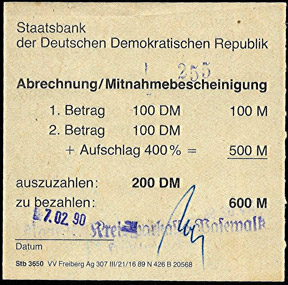 Staatsbank
der Deutschen Demokratischen Republik
255
Abrechnung/Mitnahmebescheinigung
1. Betrag 100 DM 100 M
2. Betrag 100 DM
+ Aufschlag 400% = 500 M
auszuzahlen: 200 DM
zu bezahlen: 600 M
7. 02. 90
Pasewalk
Datum
Stb 3650 VV Freiberg Ag 307 III/21/16 89 N 426 B 20568